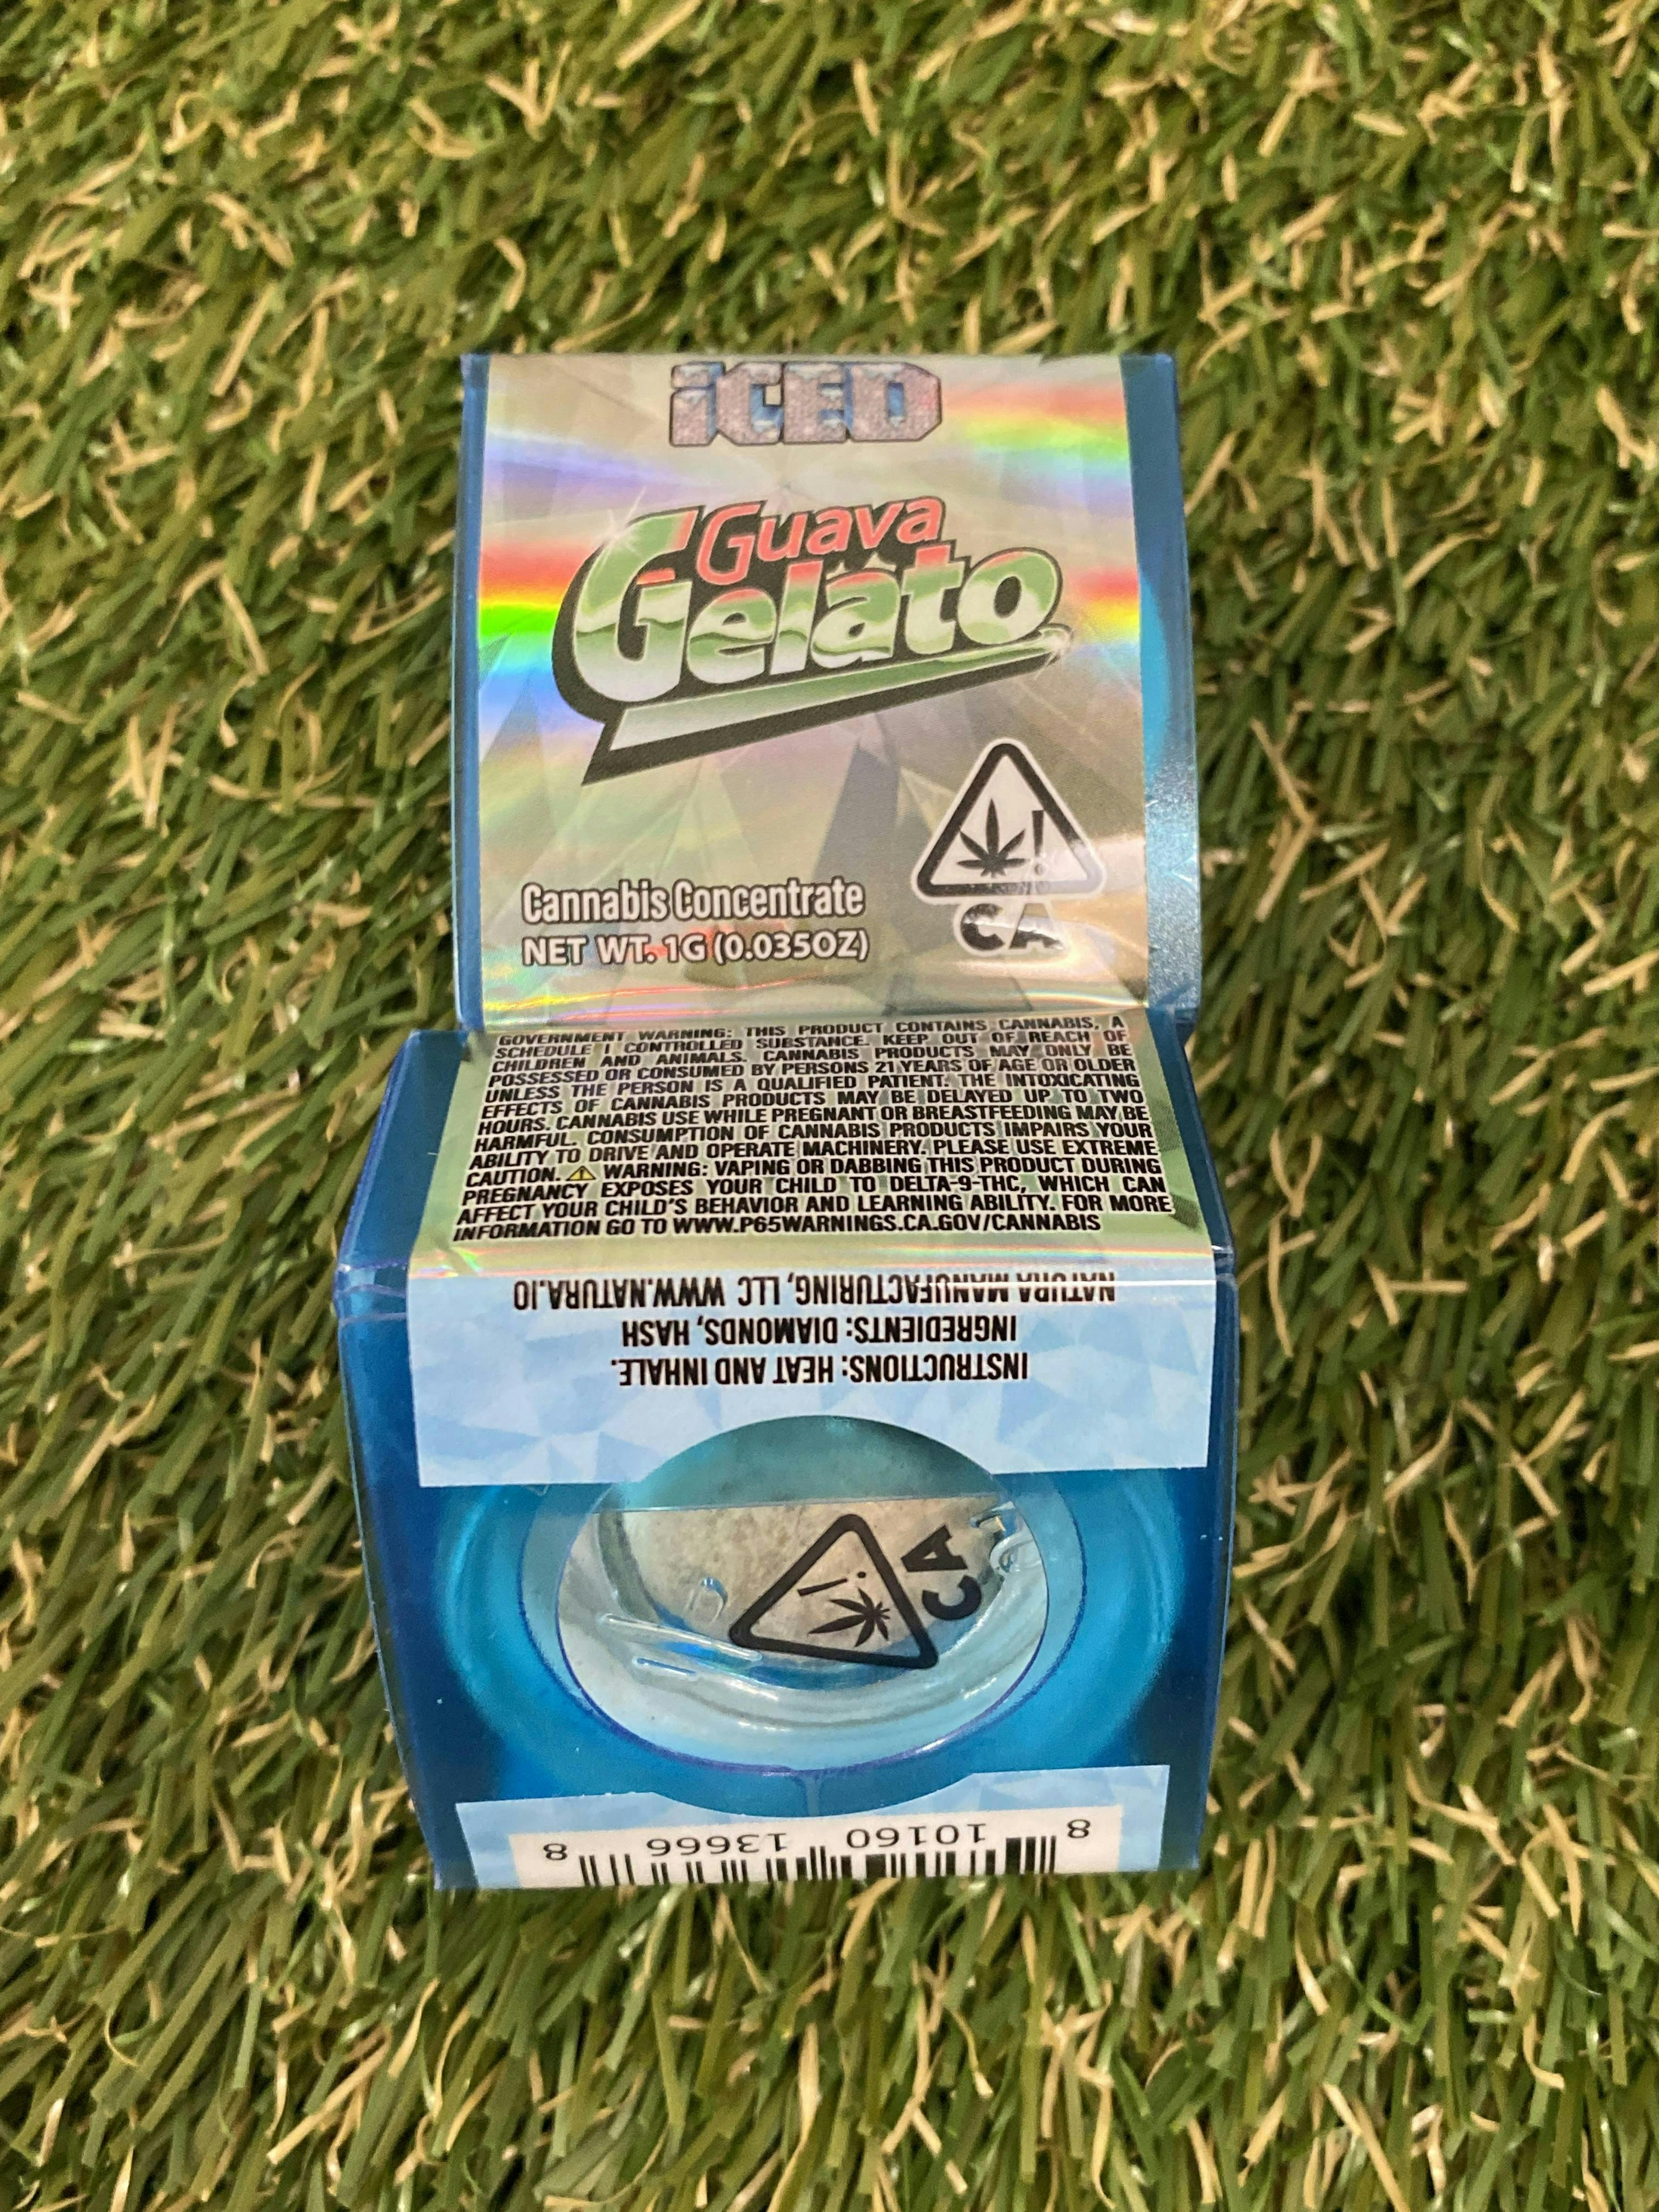 iCED
Guava
Gelato
Cannabis Concentrate
NET WT. 1G (0.035OZ)
CA
GOVERNMENT WARNING: THIS PRODUCT CONTAINS CANNABIS, A
SCHEDULE I CONTROLLED SUBSTANCE. KEEP OUT OF REACH OF
CHILDREN AND ANIMALS. CANNABIS PRODUCTS MAY ONLY BE
POSSESSED OR CONSUMED BY PERSONS 21 YEARS OF AGE OR OLDER
UNLESS THE PERSON IS A QUALIFIED PATIENT. THE INTOXICATING
EFFECTS OF CANNABIS PRODUCTS MAY BE DELAYED UP TO TWO
HOURS. CANNABIS USE WHILE PREGNANT OR BREASTFEEDING MAY BE
HARMFUL. CONSUMPTION OF CANNABIS PRODUCTS IMPAIRS YOUR
ABILITY TO DRIVE AND OPERATE MACHINERY. PLEASE USE EXTREME
CAUTION. ⚠ WARNING: VAPING OR DABBING THIS PRODUCT DURING
PREGNANCY EXPOSES YOUR CHILD TO DELTA-9-THC, WHICH CAN
AFFECT YOUR CHILD'S BEHAVIOR AND LEARNING ABILITY. FOR MORE
INFORMATION GO TO WWW.P65WARNINGS.CA.GOV/CANNABIS
INSTRUCTIONS: HEAT AND INHALE.
INGREDIENTS: DIAMONDS, HASH
NATURA MANUFACTURING, LLC WWW.NATURA.IO
CA
8 10160 13666 8